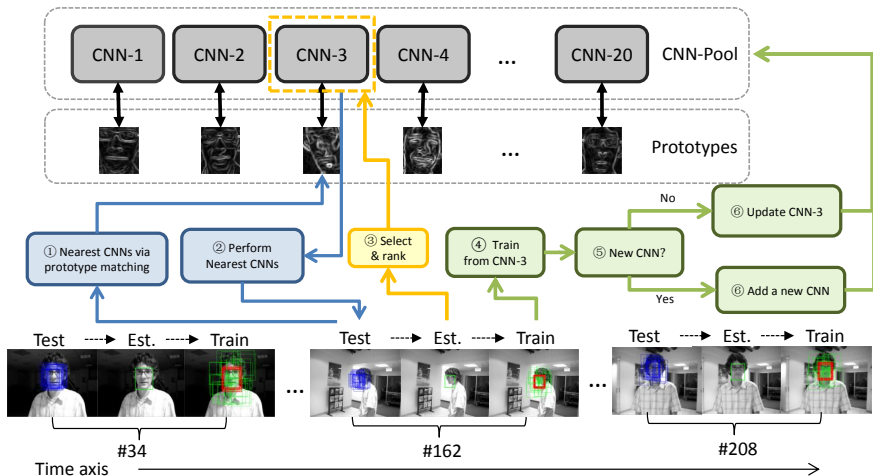 CNN-1
CNN-2
CNN-3
CNN-4
...
CNN-20
CNN-Pool
...
Prototypes
① Nearest CNNs via
prototype matching
② Perform
Nearest CNNs
③ Select
& rank
④ Train
from CNN-3
⑤ New CNN?
No
⑥ Update CNN-3
Yes
⑥ Add a new CNN
Test
Est.
Train
...
Test
Est.
Train
...
Test
Est.
Train
#34
#162
#208
Time axis